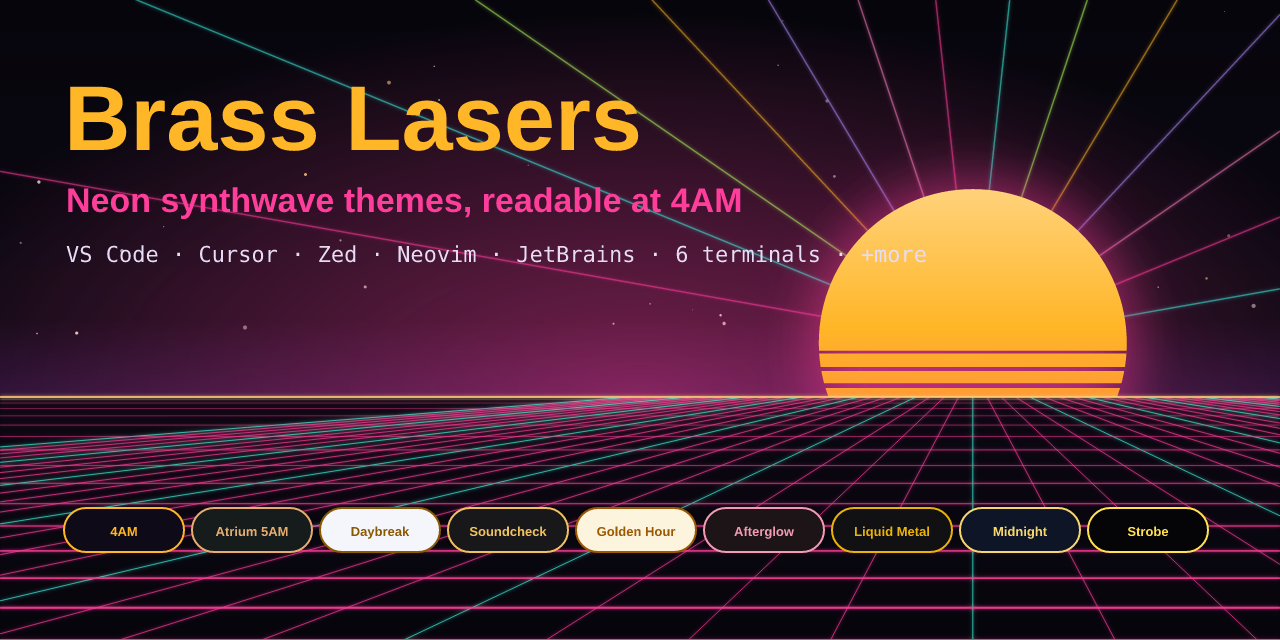 Brass Lasers
Neon synthwave themes, readable at 4AM
VS Code · Cursor · Zed · Neovim · JetBrains · 6 terminals · +more
4AM Atrium 5AM Daybreak Soundcheck Golden Hour Afterglow Liquid Metal Midnight Strobe